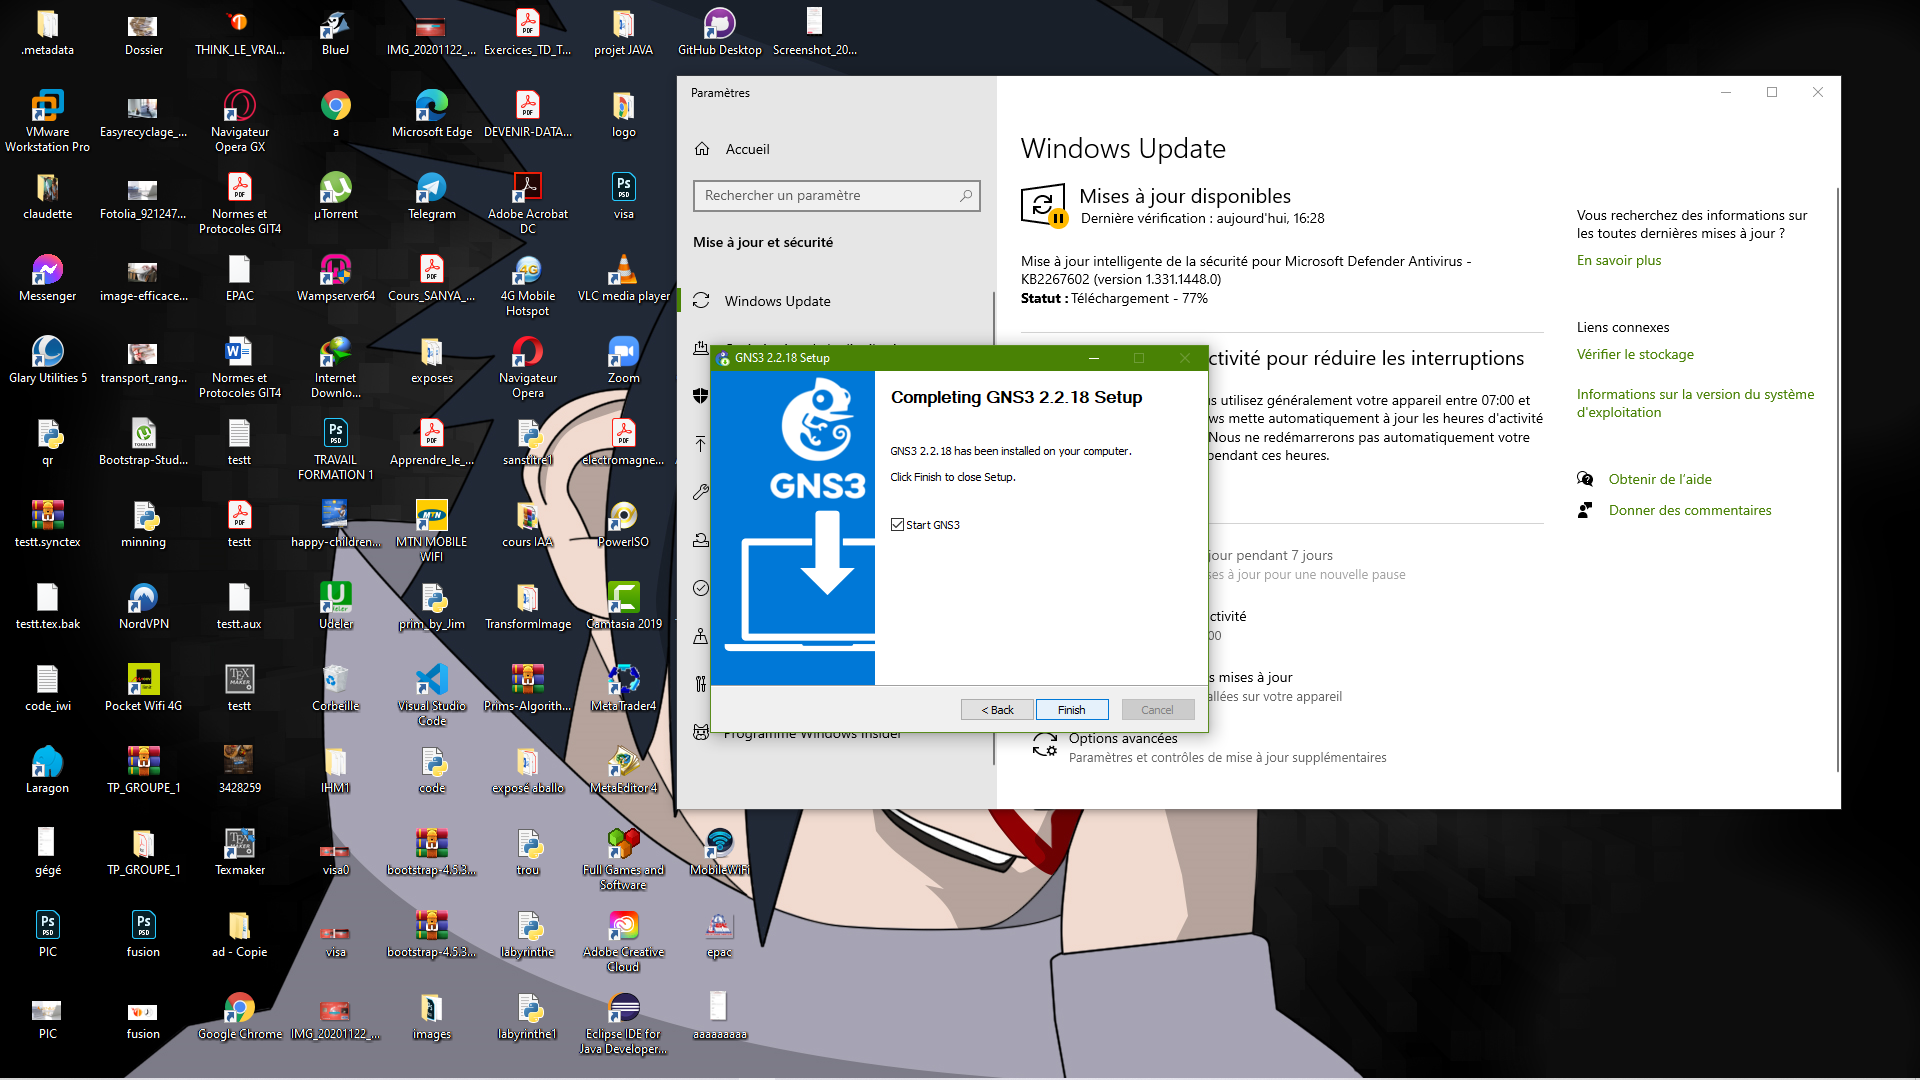 .metadata
Dossier
THINK_LE_VRAI...
BlueJ
IMG_20201122_...
Exercices_TD_T...
projet JAVA
GitHub Desktop
Screenshot_20...
VMware
Workstation Pro
Easyrecyclage_...
Navigateur
Opera GX
a
Microsoft Edge
DEVENIR-DATA...
logo
claudette
Fotolia_921247...
Normes et
Protocoles GIT4
µTorrent
Telegram
Adobe Acrobat
DC
visa
Messenger
image-efficace...
EPAC
Wampserver64
Cours_SANYA_...
4G Mobile
Hotspot
VLC media player
Glary Utilities 5
transport_rang...
Normes et
Protocoles GIT4
Internet
Downlo...
exposes
Navigateur
Opera
Zoom
qr
Bootstrap-Stud...
testt
TRAVAIL
FORMATION 1
Apprendre_le_...
sanstitre1
electromagne...
testt.synctex
minning
testt
happy-children...
MTN MOBILE
WIFI
cours IAA
PowerISO
testt.tex.bak
NordVPN
testt.aux
Udeler
prim_by_Jim
TransformImage
Camtasia 2019
code_iwi
Pocket Wifi 4G
testt
Corbeille
Visual Studio
Code
Prims-Algorith...
MetaTrader4
Laragon
TP_GROUPE_1
3428259
IHM1
code
exposé aballo
MetaEditor 4
gégé
TP_GROUPE_1
Texmaker
visa0
bootstrap-4.5.3...
trou
Full Games and
Software
MobileWiFi
PIC
fusion
ad - Copie
visa
bootstrap-4.5.3...
labyrinthe
Adobe Creative
Cloud
epac
PIC
fusion
Google Chrome
IMG_20201122_...
images
labyrinthe1
Eclipse IDE for
Java Developer...
aaaaaaaaa
Paramètres
Accueil
Rechercher un paramètre
Mise à jour et sécurité
Windows Update
Programme Windows Insider
Windows Update
Mises à jour disponibles
Dernière vérification : aujourd'hui, 16:28
Mise à jour intelligente de la sécurité pour Microsoft Defender Antivirus -
KB2267602 (version 1.331.1448.0)
Statut : Téléchargement - 77%
ctivité pour réduire les interruptions
s utilisez généralement votre appareil entre 07:00 et
ws mette automatiquement à jour les heures d'activité
Nous ne redémarrerons pas automatiquement votre
pendant ces heures.
jour pendant 7 jours
ses à jour pour une nouvelle pause
ctivité
00
s mises à jour
allées sur votre appareil
Options avancées
Paramètres et contrôles de mise à jour supplémentaires
Vous recherchez des informations sur
les toutes dernières mises à jour ?
En savoir plus
Liens connexes
Vérifier le stockage
Informations sur la version du système
d'exploitation
Obtenir de l'aide
Donner des commentaires
GNS3 2.2.18 Setup
GNS3
Completing GNS3 2.2.18 Setup
GNS3 2.2.18 has been installed on your computer.
Click Finish to close Setup.
Start GNS3
< Back
Finish
Cancel